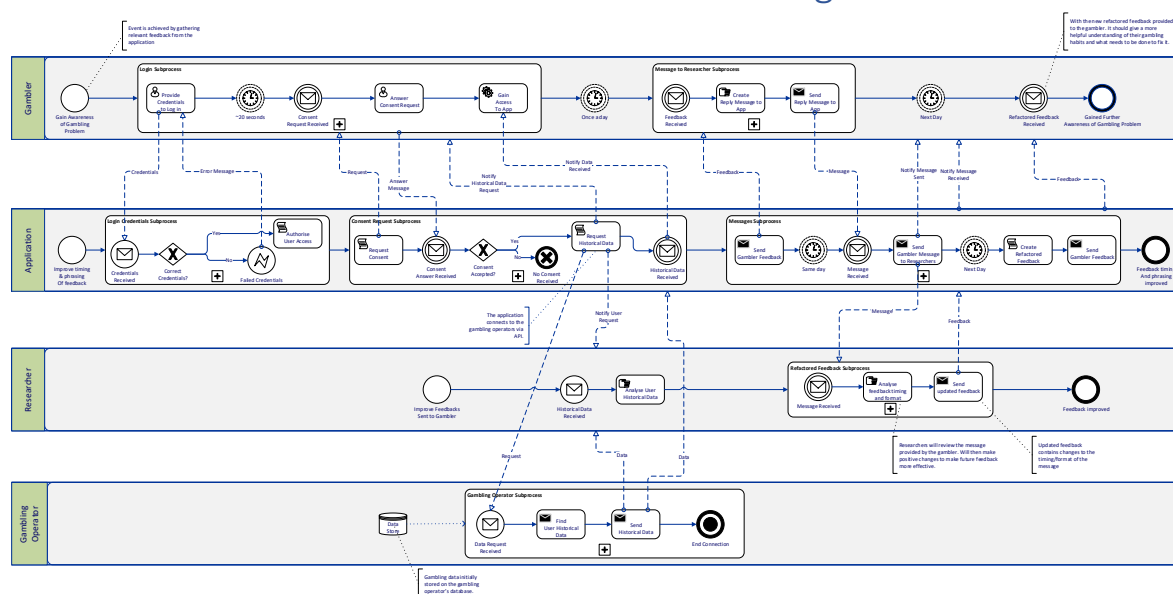 Event is achieved by gathering
relevant feedback from the
application
With the new refactored feedback provided
to the gambler. It should give a more
helpful understanding of their gambling
habits and what needs to be done to fix it.
Gambler
Login Subprocess
Provide
Credentials
to Log in
~20 seconds
Consent
Request Received
Answer
Consent Request
Gain
Access
To App
Gain Awareness
of Gambling
Problem
Once a day
Message to Researcher Subprocess
Feedback
Received
Create
Reply Message to
App
Send
Reply Message to
App
Next Day
Refactored Feedback
Received
Gained Further
Awareness of Gambling Problem
Credentials
Error Message
Request
Answer
Message
Notify
Historical Data
Request
Notify Data
Received
Feedback
Message
Notify Message
Sent
Notify Message
Received
Feedback
Application
Improve timing
& phrasing
Of feedback
Login Credentials Subprocess
Credentials
Received
Correct
Credentials?
Yes
No
Authorise
User Access
Failed Credentials
Consent Request Subprocess
Request
Consent
Consent
Answer Received
Consent
Accepted?
Yes
No
No Consent
Received
Request
Historical Data
Historical Data
Received
Messages Subprocess
Send
Gambler Feedback
Same day
Message
Received
Send
Gambler Message
to Researchers
Next Day
Create
Refactored
Feedback
Send
Gambler Feedback
And phrasing
improved
The application
connects to the
gambling operators via
API.
Notify User
Request
Message
Feedback
Researcher
Improve Feedbacks
Sent to Gambler
Historical Data
Received
Analyse User
Historical Data
Refactored Feedback Subprocess
Message Received
Analyse
feedback timing
and format
Send
updated feedback
Feedback Improved
Researchers will review the message
provided by the gambler. Will then make
positive changes to make future feedback
more effective.
Updated feedback
contains changes to the
timing/format of the
message
Request
Data
Data
Gambling
Operator
Data
Story
Gambling Operator Subprocess
Data Request
Received
Find
User Historical
Data
Send
Historical Data
End Connection
Gambling data initially
stored on the gambling
operator's database.